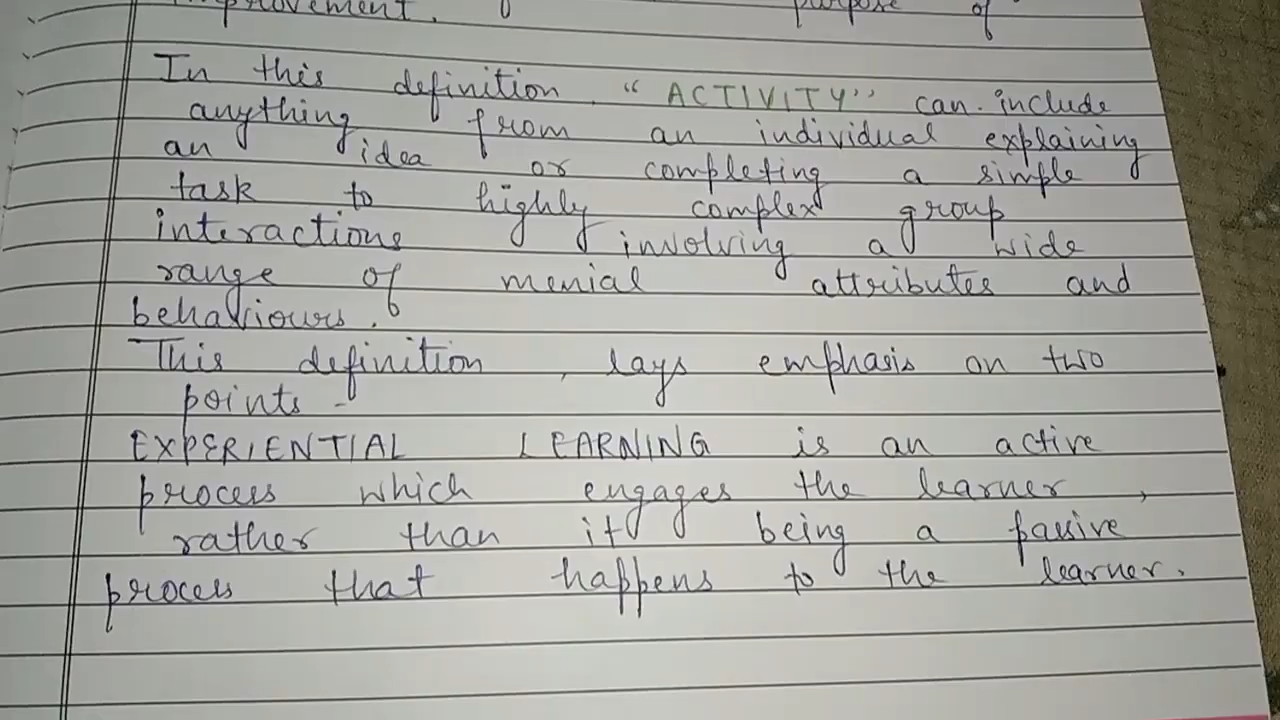 improvement. purpose of
In this definition "ACTIVITY" can include
anything from an individual explaining
an idea or completing a simple
task to highly complex group
interactions involving a wide
range of menial attributes and
behaviours.
This definition, lays emphasis on two
points -
EXPERIENTIAL LEARNING is an active
process which engages the learner,
rather than it being a passive
process that happens to the learner.